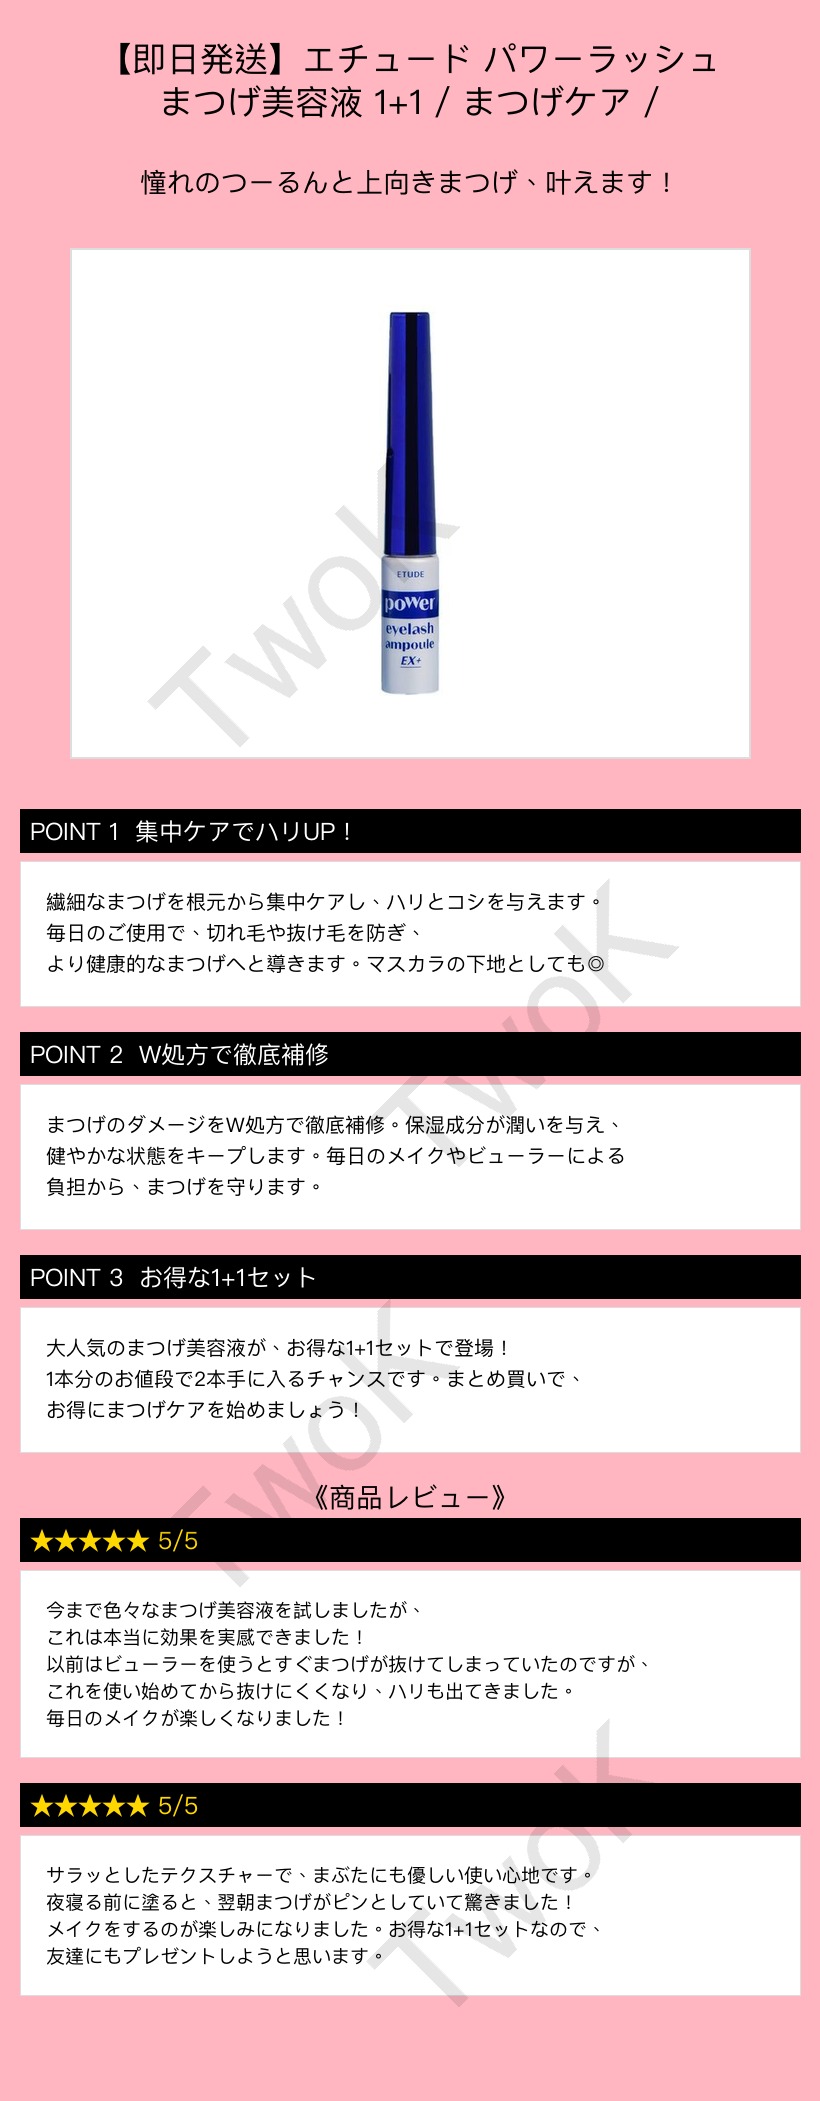 【即日発送】エチュード パワーラッシュ
まつげ美容液 1+1 / まつげケア /
憧れのつーるんと上向きまつげ、叶えます！
ETUDE
power
eyelash
ampoule
EX+
TwoK
POINT 1 集中ケアでハリUP！
繊細なまつげを根元から集中ケアし、ハリとコシを与えます。
毎日のご使用で、切れ毛や抜け毛を防ぎ、
より健康的なまつげへと導きます。マスカラの下地としても◎
TwoK
POINT 2 W処方で徹底補修
まつげのダメージをW処方で徹底補修。保湿成分が潤いを与え、
健やかな状態をキープします。毎日のメイクやビューラーによる
負担から、まつげを守ります。
POINT 3 お得な1+1セット
大人気のまつげ美容液が、お得な1+1セットで登場！
1本分のお値段で2本手に入るチャンスです。まとめ買いで、
お得にまつげケアを始めましょう！
TwoK
《商品レビュー》
★★★★★ 5/5
今まで色々なまつげ美容液を試しましたが、
これは本当に効果を実感できました！
以前はビューラーを使うとすぐまつげが抜けてしまっていたのですが、
これを使い始めてから抜けにくくなり、ハリも出てきました。
毎日のメイクが楽しくなりました！
★★★★★ 5/5
サラッとしたテクスチャーで、まぶたにも優しい使い心地です。
夜寝る前に塗ると、翌朝まつげがピンとしていて驚きました！
メイクをするのが楽しみになりました。お得な1+1セットなので、
友達にもプレゼントしようと思います。
TwoK